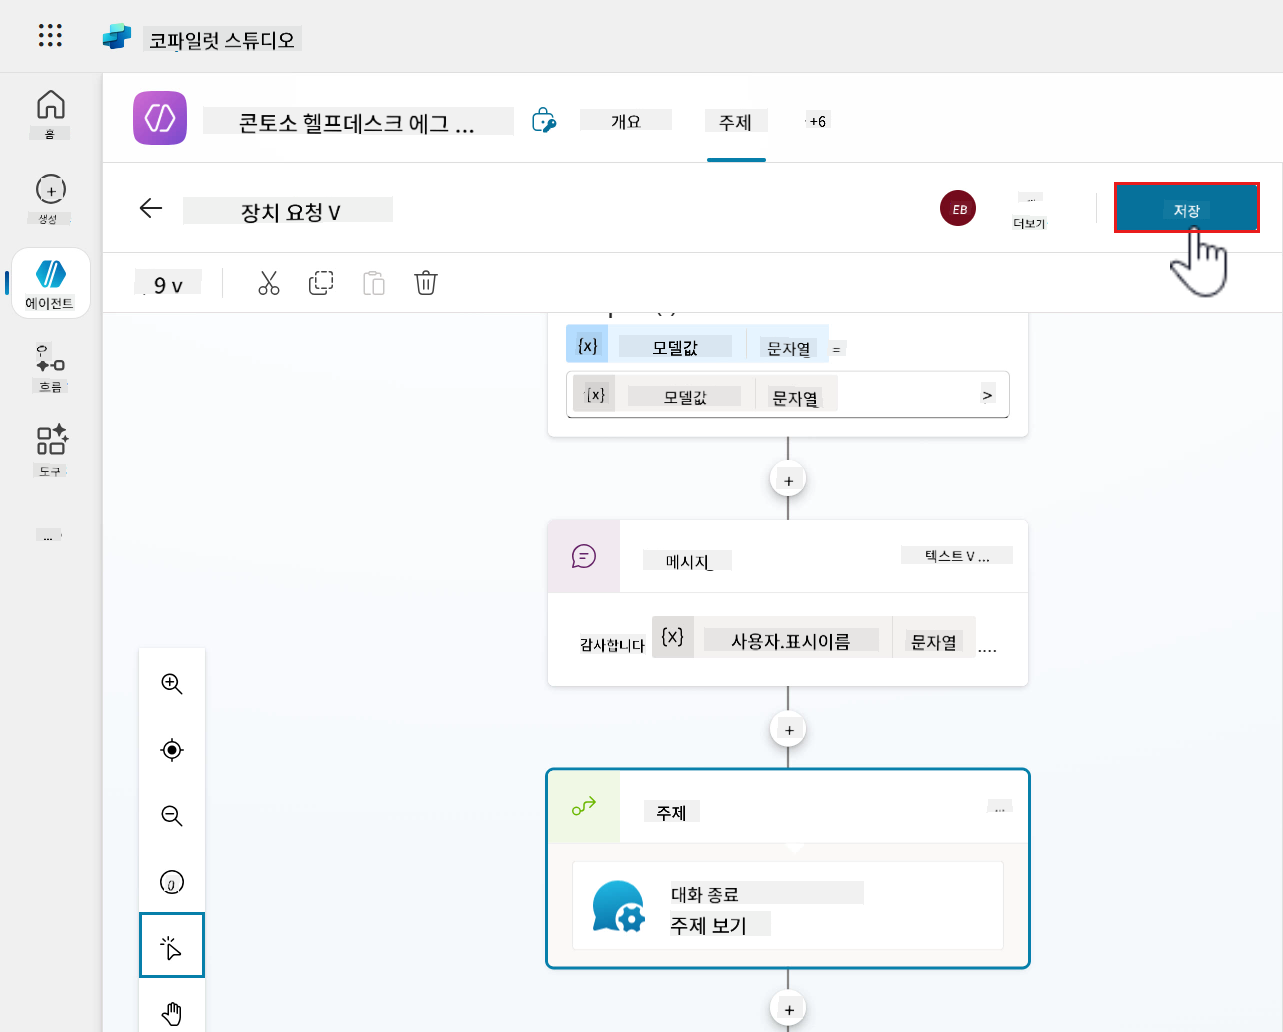 코파일럿 스튜디오
홈
생성
에이전트
흐름
도구
...
콘토소 헬프데스크 에그 ...
개요
주제
+6
장치 요청 V
EB
...
더보기
저장
9 v
{x} 모델값 문자열 =
{x} 모델값 문자열 >
+
메시지_
텍스트 V ...
감사합니다 {x} 사용자.표시이름 문자열 ....
+
주제
...
대화 종료
주제 보기
+